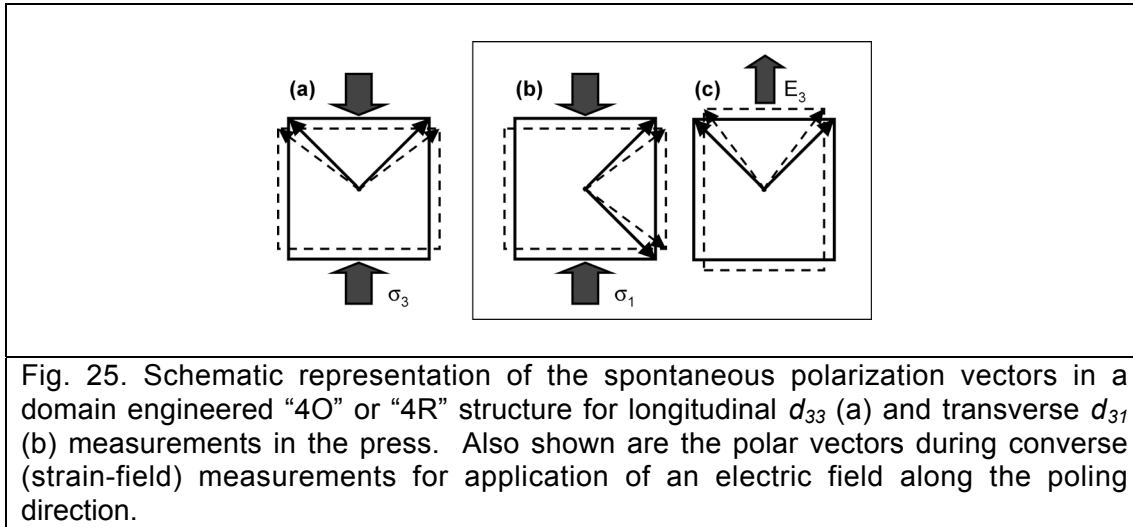 (a) (b) (c) E3
σ3 σ1
Fig. 25. Schematic representation of the spontaneous polarization vectors in a
domain engineered “4O” or “4R” structure for longitudinal d33 (a) and transverse d31
(b) measurements in the press. Also shown are the polar vectors during converse
(strain-field) measurements for application of an electric field along the poling
direction.